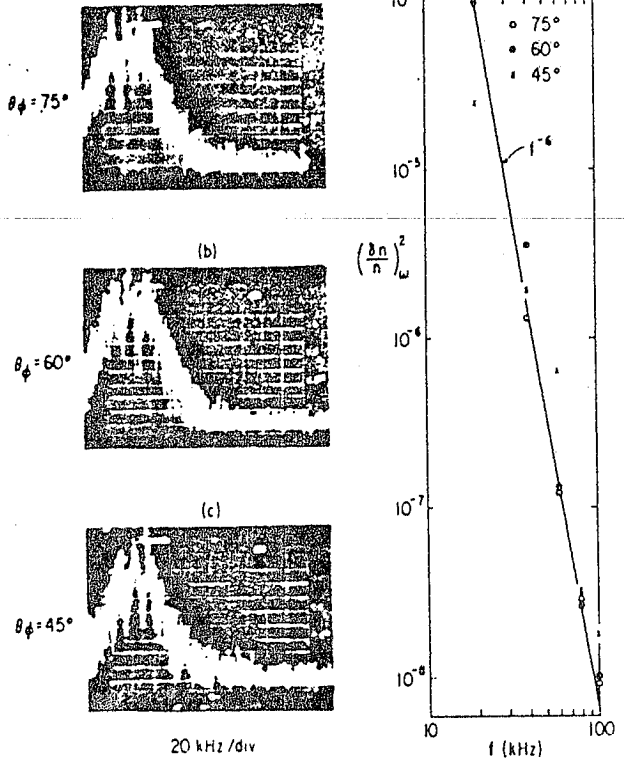 θϕ = 75°
(b)
θϕ = 60°
(c)
θϕ = 45°
20 kHz/div
10
75°
60°
45°
f⁻⁶
10⁻⁵
(δn/n)²ω
10⁻⁶
10⁻⁷
10⁻⁸
10
100
f (kHz)